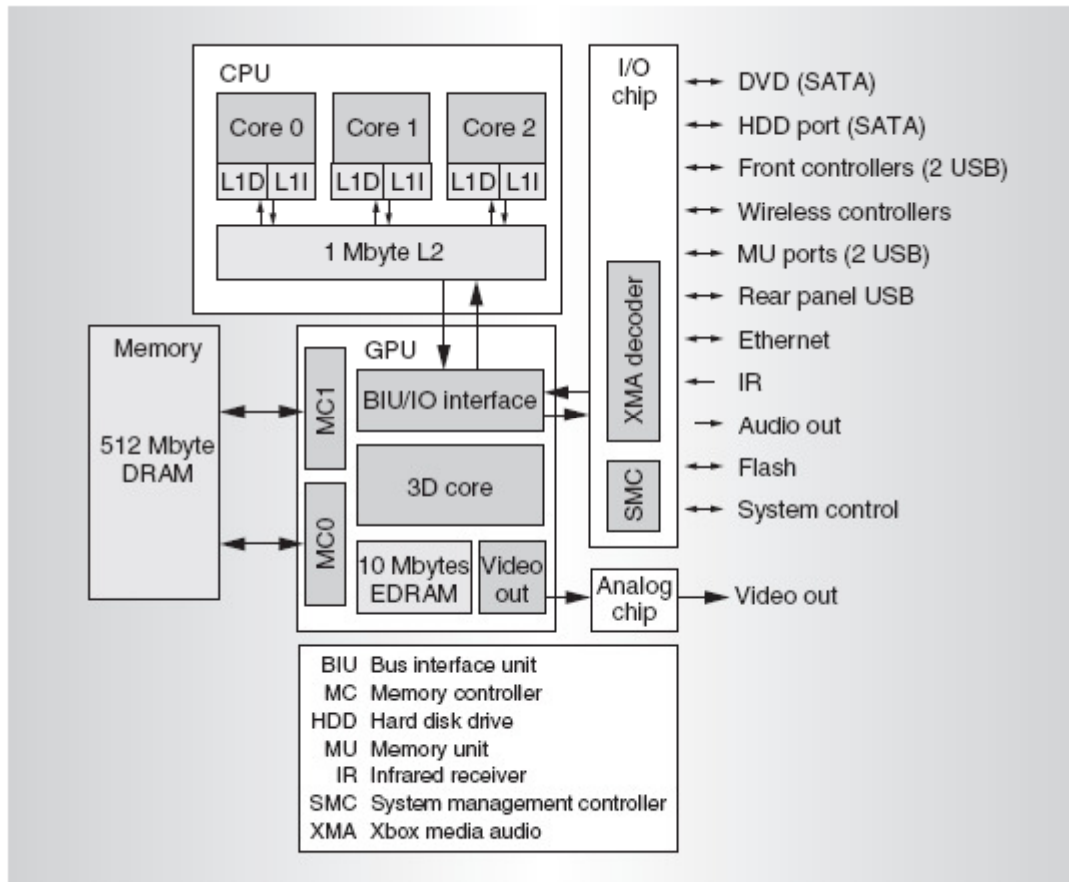 CPU
Core 0
Core 1
Core 2
L1D
L1I
L1D
L1I
L1D
L1I
1 Mbyte L2
Memory
512 Mbyte
DRAM
GPU
MC1
MC0
BIU/IO interface
3D core
10 Mbytes
EDRAM
Video
out
I/O
chip
XMA decoder
SMC
Analog
chip
DVD (SATA)
HDD port (SATA)
Front controllers (2 USB)
Wireless controllers
MU ports (2 USB)
Rear panel USB
Ethernet
IR
Audio out
Flash
System control
Video out
BIU Bus interface unit
MC Memory controller
HDD Hard disk drive
MU Memory unit
IR Infrared receiver
SMC System management controller
XMA Xbox media audio